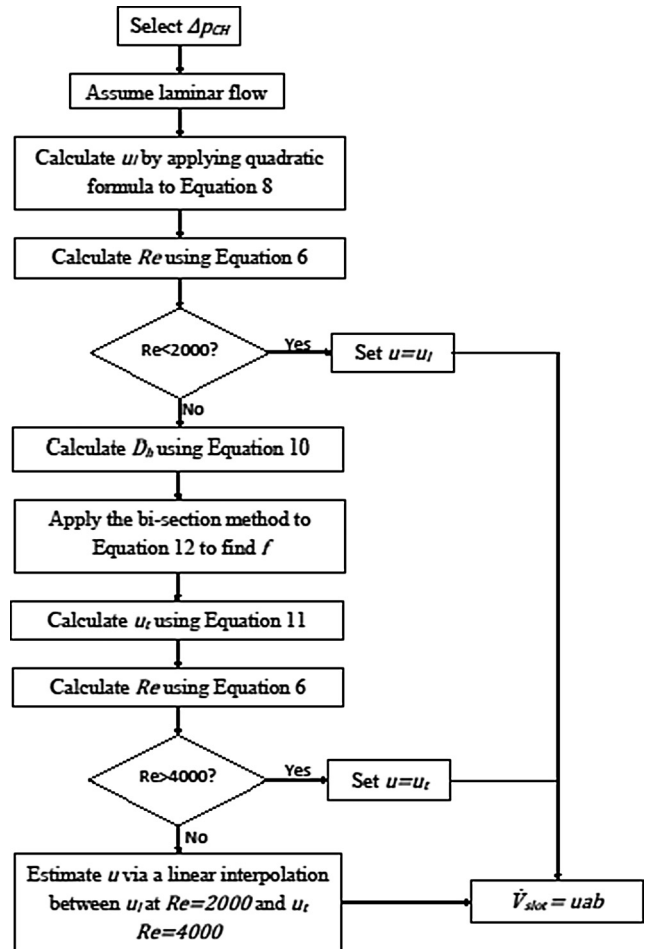 Select Δp_CH
Assume laminar flow
Calculate u_l by applying quadratic
formula to Equation 8
Calculate Re using Equation 6
Re<2000?
Yes
Set u=u_l
No
Calculate D_h using Equation 10
Apply the bi-section method to
Equation 12 to find f
Calculate u_t using Equation 11
Calculate Re using Equation 6
Re>4000?
Yes
Set u=u_t
No
Estimate u via a linear interpolation
between u_l at Re=2000 and u_t
Re=4000
V̇_slot = uab